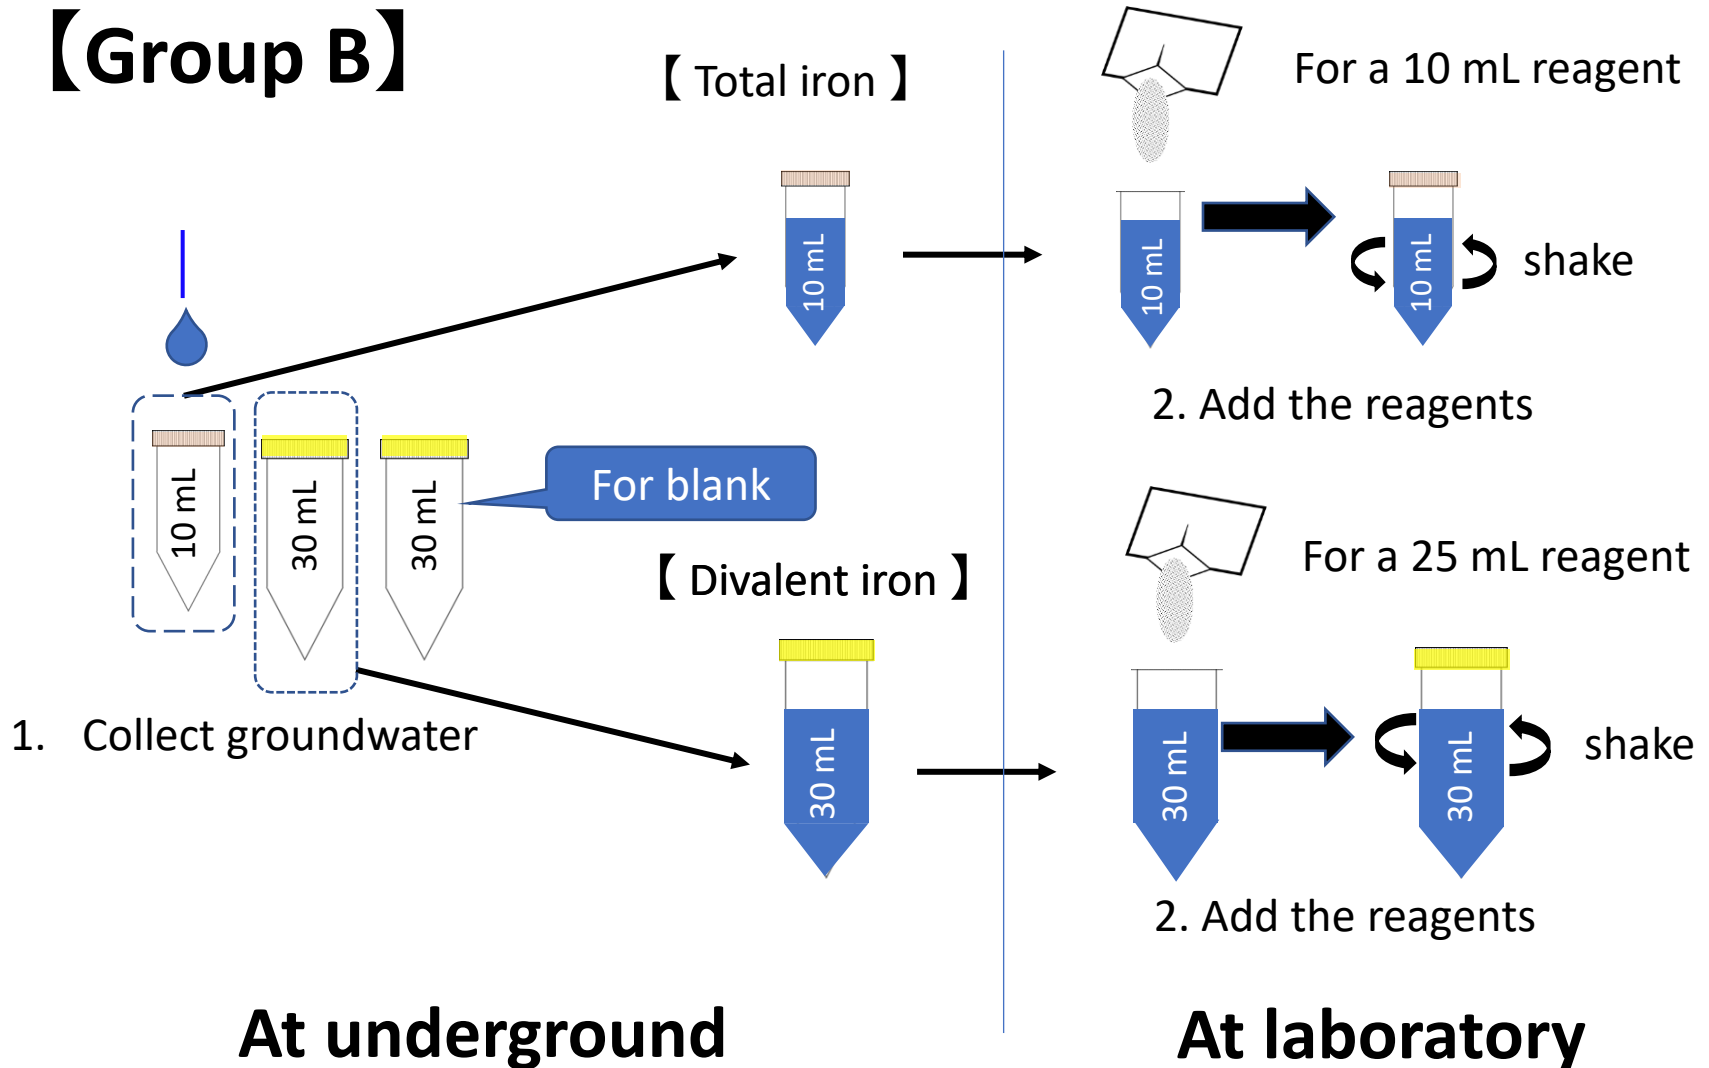 【Group B】
【 Total iron 】
For a 10 mL reagent
10 mL
10 mL
10 mL
shake
2. Add the reagents
10 mL
30 mL
30 mL
For blank
1. Collect groundwater
【 Divalent iron 】
For a 25 mL reagent
30 mL
30 mL
30 mL
shake
2. Add the reagents
At underground
At laboratory